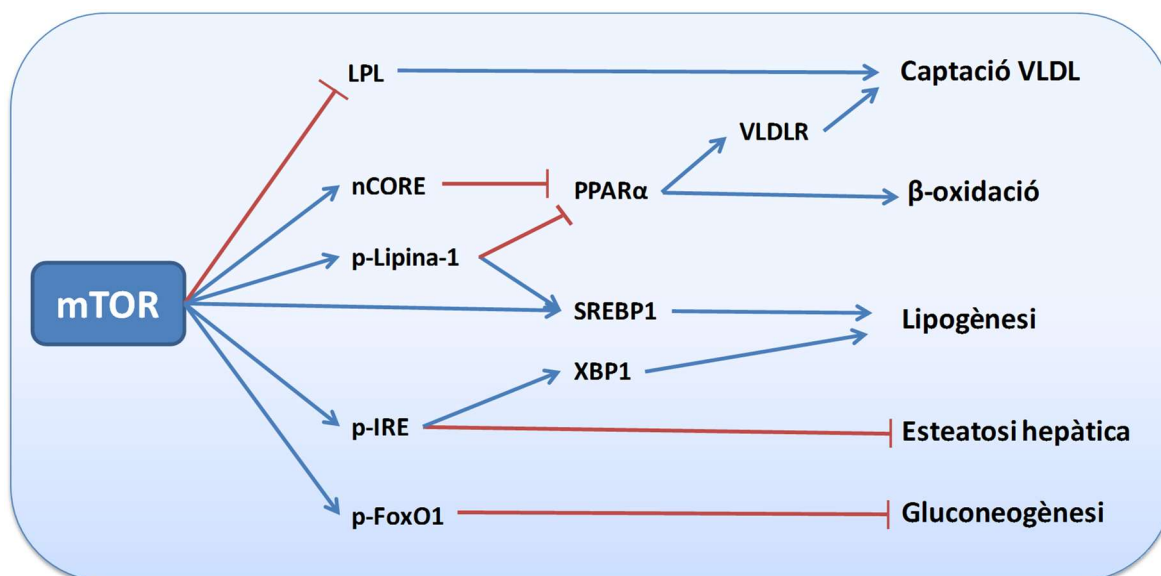 LPL
Captació VLDL
VLDLR
nCORE
PPARα
β-oxidació
p-Lipina-1
mTOR
SREBP1
Lipogènesi
XBP1
p-IRE
Esteatosi hepàtica
p-FoxO1
Gluconeogènesi